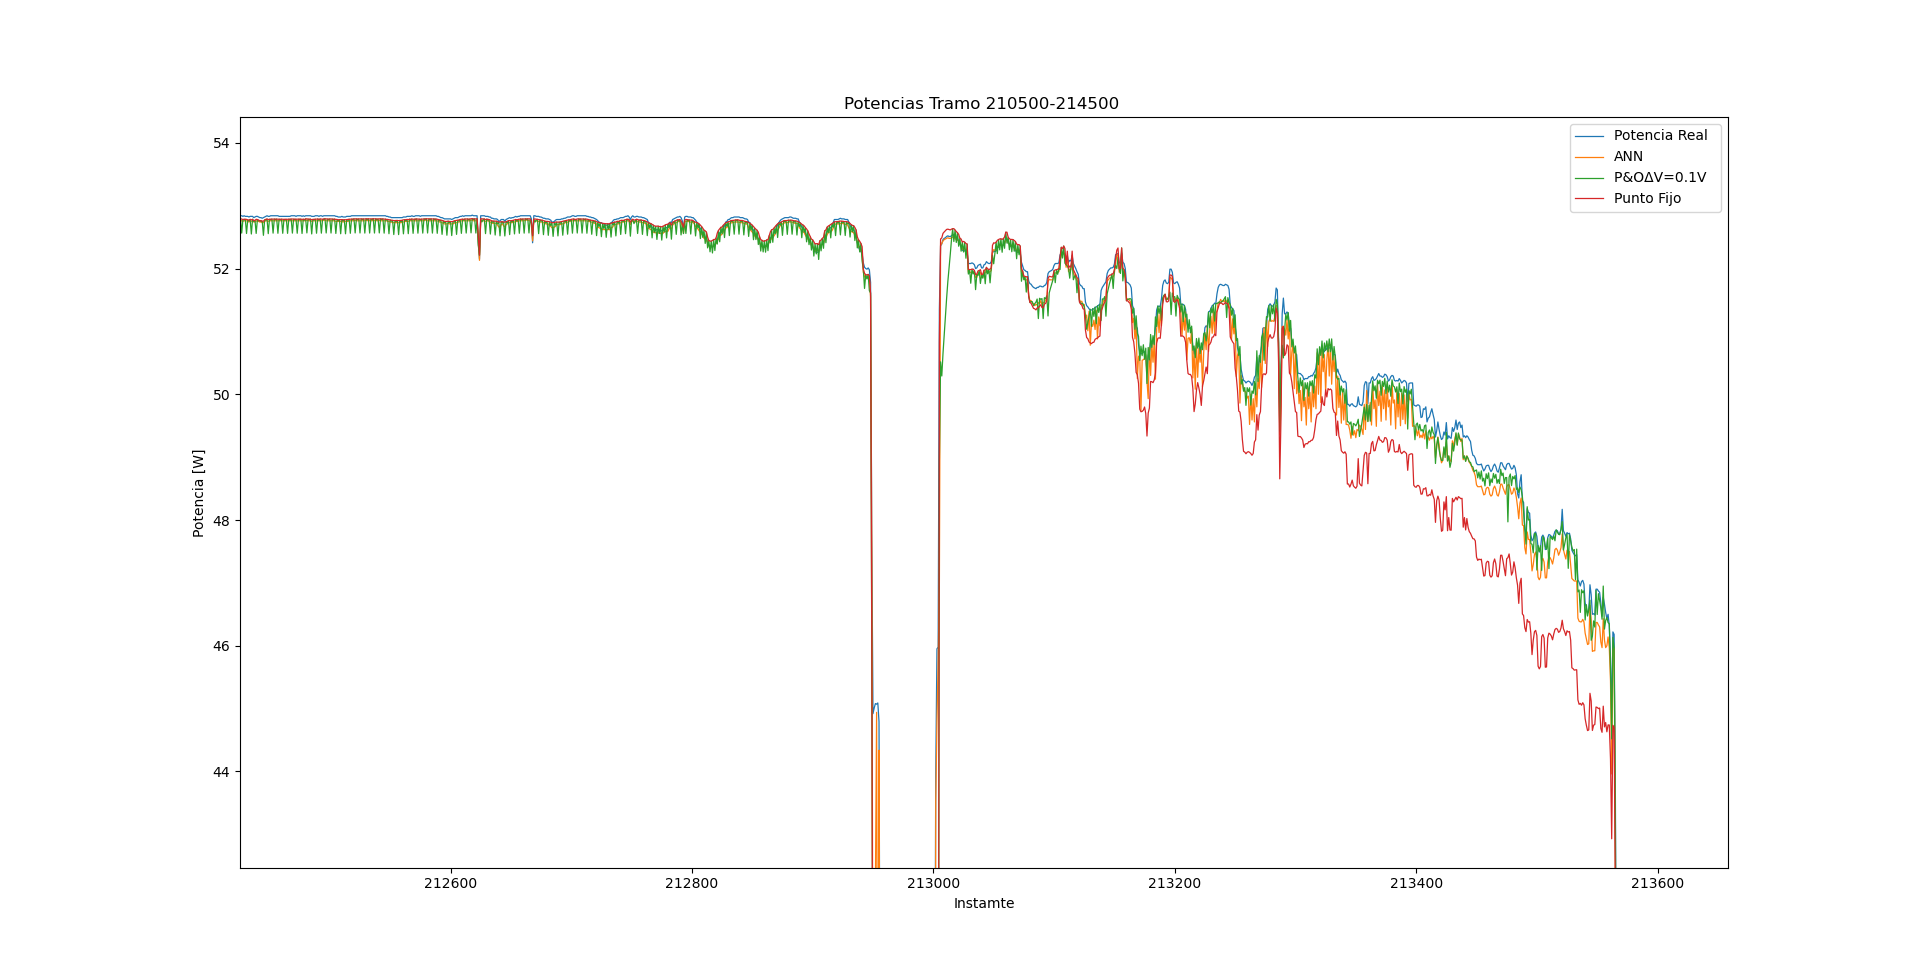 Potencias Tramo 210500-214500
Potencia Real
ANN
P&OΔV=0.1V
Punto Fijo
54
52
50
48
46
44
Potencia [W]
212600
212800
213000
213200
213400
213600
Instamte